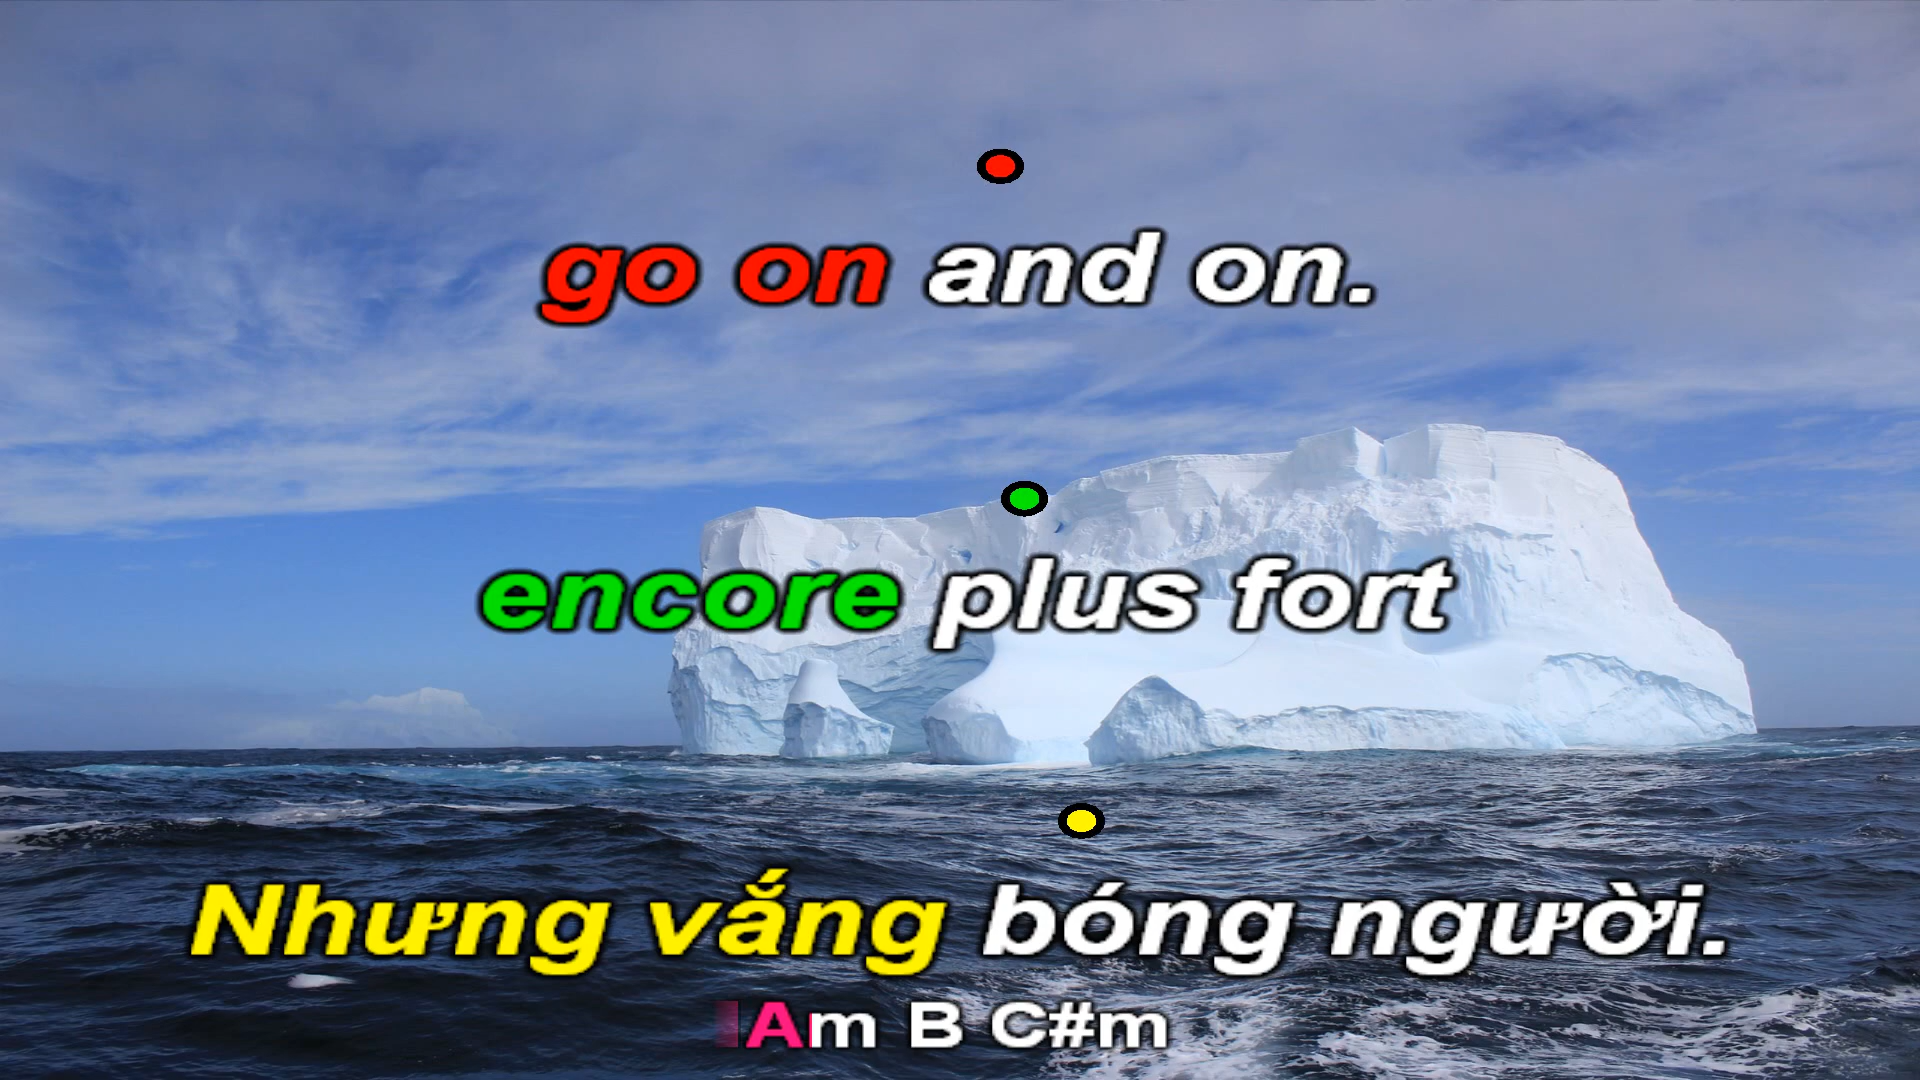 go on and on.
encore plus fort
Nhưng vắng bóng người.
Am B C#m